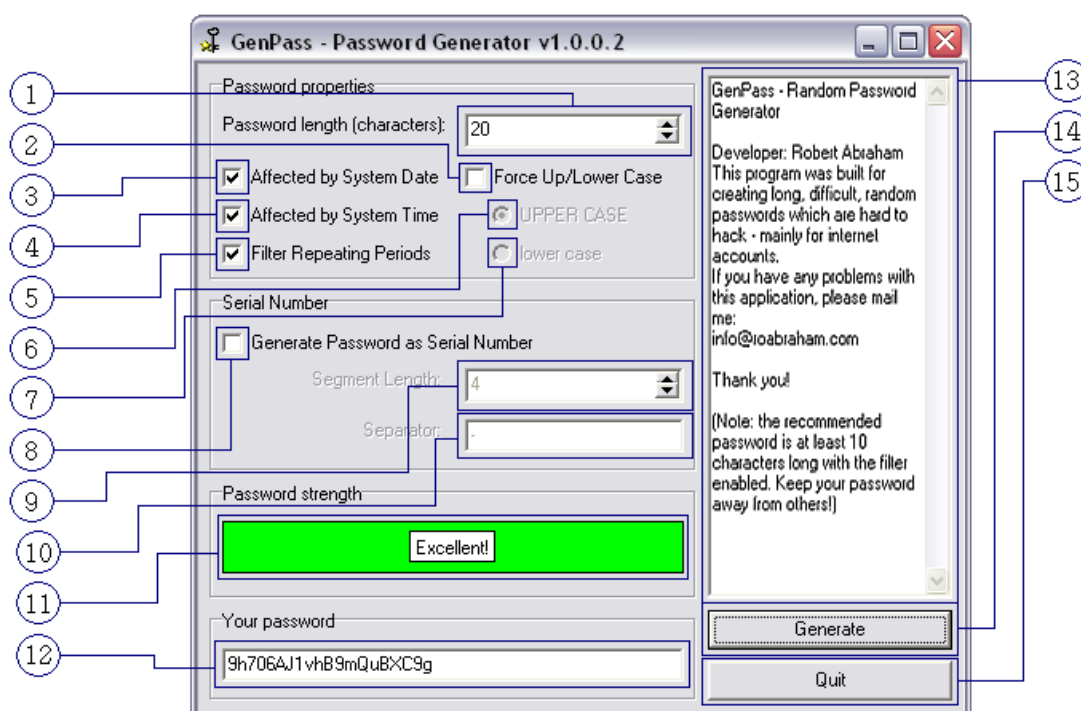 GenPass - Password Generator v1.0.0.2
1
2
3
4
5
6
7
8
9
10
11
12
Password properties
Password length (characters): 20
Affected by System Date Force Up/Lower Case
Affected by System Time UPPER CASE
Filter Repeating Periods lower case
Serial Number
Generate Password as Serial Number
Segment Length: 4
Separator: -
Password strength
Excellent!
Your password
9h706AJ1vhB9mQuBXC9g
GenPass - Random Password
Generator
Developer: Robert Abraham
This program was built for
creating long, difficult, random
passwords which are hard to
hack - mainly for internet
accounts.
If you have any problems with
this application, please mail
me:
info@roabraham.com
Thank you!
(Note: the recommended
password is at least 10
characters long with the filter
enabled. Keep your password
away from others!)
Generate
Quit
13
14
15